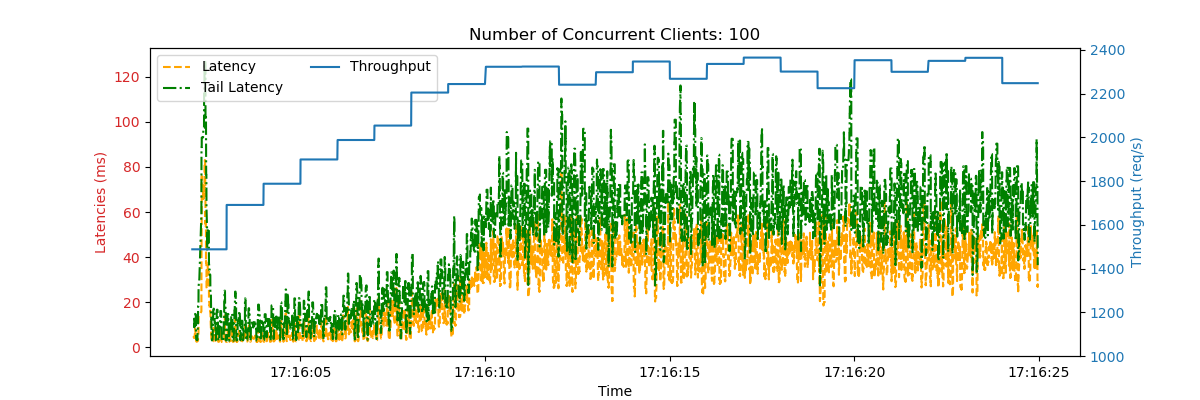 Number of Concurrent Clients: 100
Latency
Tail Latency
Throughput
Latencies (ms)
0
20
40
60
80
100
120
Throughput (req/s)
1000
1200
1400
1600
1800
2000
2200
2400
17:16:05
17:16:10
17:16:15
17:16:20
17:16:25
Time